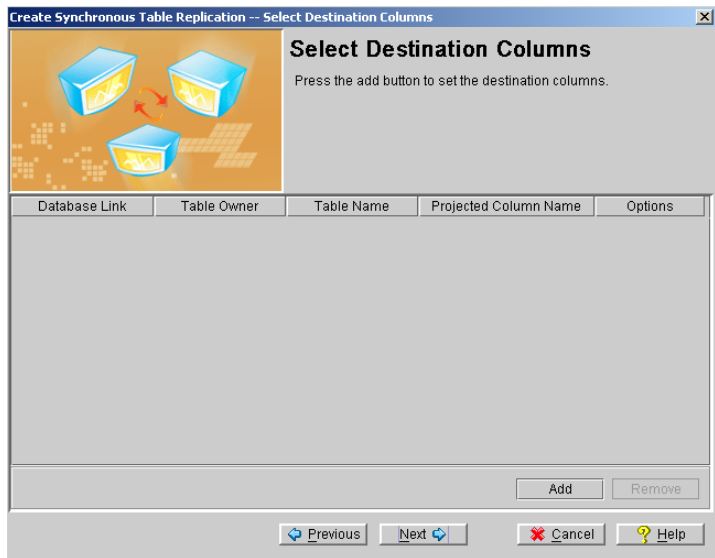 Create Synchronous Table Replication -- Select Destination Columns
Select Destination Columns
Press the add button to set the destination columns.
Database Link Table Owner Table Name Projected Column Name Options
Add Remove
Previous Next Cancel Help